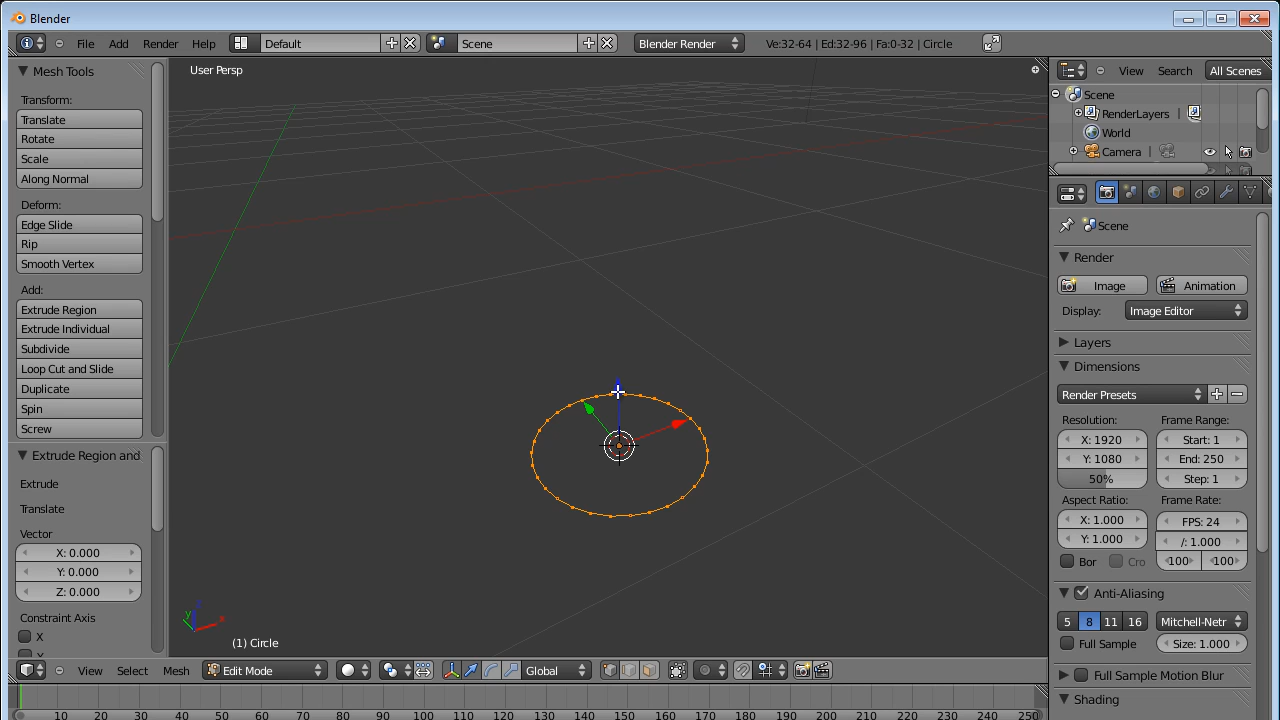 Blender
File Add Render Help Default Scene Blender Render Ve:32-64 | Ed:32-96 | Fa:0-32 | Circle
Mesh Tools
Transform:
Translate
Rotate
Scale
Along Normal
Deform:
Edge Slide
Rip
Smooth Vertex
Add:
Extrude Region
Extrude Individual
Subdivide
Loop Cut and Slide
Duplicate
Spin
Screw
Extrude Region and
Extrude
Translate
Vector
X: 0.000
Y: 0.000
Z: 0.000
Constraint Axis
X
User Persp
z
y
x
(1) Circle
View Select Mesh Edit Mode Global
10 20 30 40 50 60 70 80 90 100 110 120 130 140 150 160 170 180 190 200 210 220 230 240 250
View Search All Scenes
Scene
RenderLayers |
World
Camera |
Scene
Render
Image Animation
Display: Image Editor
Layers
Dimensions
Render Presets
Resolution: Frame Range:
X: 1920 Start: 1
Y: 1080 End: 250
50% Step: 1
Aspect Ratio: Frame Rate:
X: 1.000 FPS: 24
Y: 1.000 /: 1.000
Bor Cro 100 100
Anti-Aliasing
5 8 11 16 Mitchell-Netr
Full Sample Size: 1.000
Full Sample Motion Blur
Shading